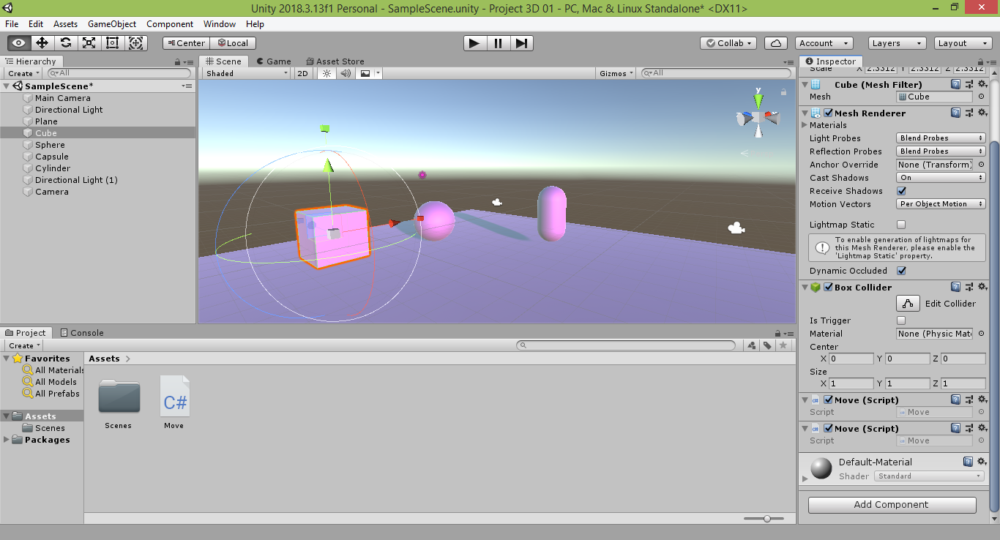 Unity 2018.3.13f1 Personal - SampleScene.unity - Project 3D 01 - PC, Mac & Linux Standalone* <DX11>
File Edit Assets GameObject Component Window Help
Center Local Collab Account Layers Layout
Hierarchy
Create All
SampleScene*
Main Camera
Directional Light
Plane
Cube
Sphere
Capsule
Cylinder
Directional Light (1)
Camera
Scene Game Asset Store
Shaded 2D Gizmos All
y
Inspector
Scale X 2.3312 Y 2.3312 Z 2.3312
Cube (Mesh Filter)
Mesh Cube
Mesh Renderer
Materials
Light Probes Blend Probes
Reflection Probes Blend Probes
Anchor Override None (Transform)
Cast Shadows On
Receive Shadows
Motion Vectors Per Object Motion
Lightmap Static
To enable generation of lightmaps for
this Mesh Renderer, please enable the
'Lightmap Static' property.
Dynamic Occluded
Box Collider
Edit Collider
Is Trigger
Material None (Physic Mate
Center
X 0 Y 0 Z 0
Size
X 1 Y 1 Z 1
C# Move (Script)
Script Move
C# Move (Script)
Script Move
Default-Material
Shader Standard
Add Component
Project Console
Create
Favorites
All Materials
All Models
All Prefabs
Assets
Scenes
Packages
Assets
C#
Scenes Move